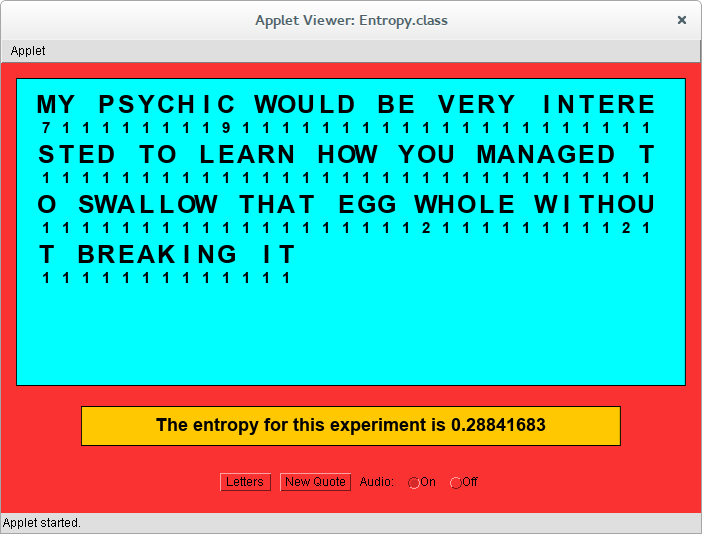 Applet Viewer: Entropy.class
Applet
MY PSYCHIC WOULD BE VERY INTERE
7 1 1 1 1 1 1 1 1 9 1 1 1 1 1 1 1 1 1 1 1 1 1 1 1 1 1 1 1 1 1
STED TO LEARN HOW YOU MANAGED T
1 1 1 1 1 1 1 1 1 1 1 1 1 1 1 1 1 1 1 1 1 1 1 1 1 1 1 1 1 1 1
O SWALLOW THAT EGG WHOLE WITHOU
1 1 1 1 1 1 1 1 1 1 1 1 1 1 1 1 1 1 1 2 1 1 1 1 1 1 1 1 1 2 1
T BREAKING IT
1 1 1 1 1 1 1 1 1 1 1 1 1
The entropy for this experiment is 0.28841683
Letters New Quote Audio: On Off
Applet started.